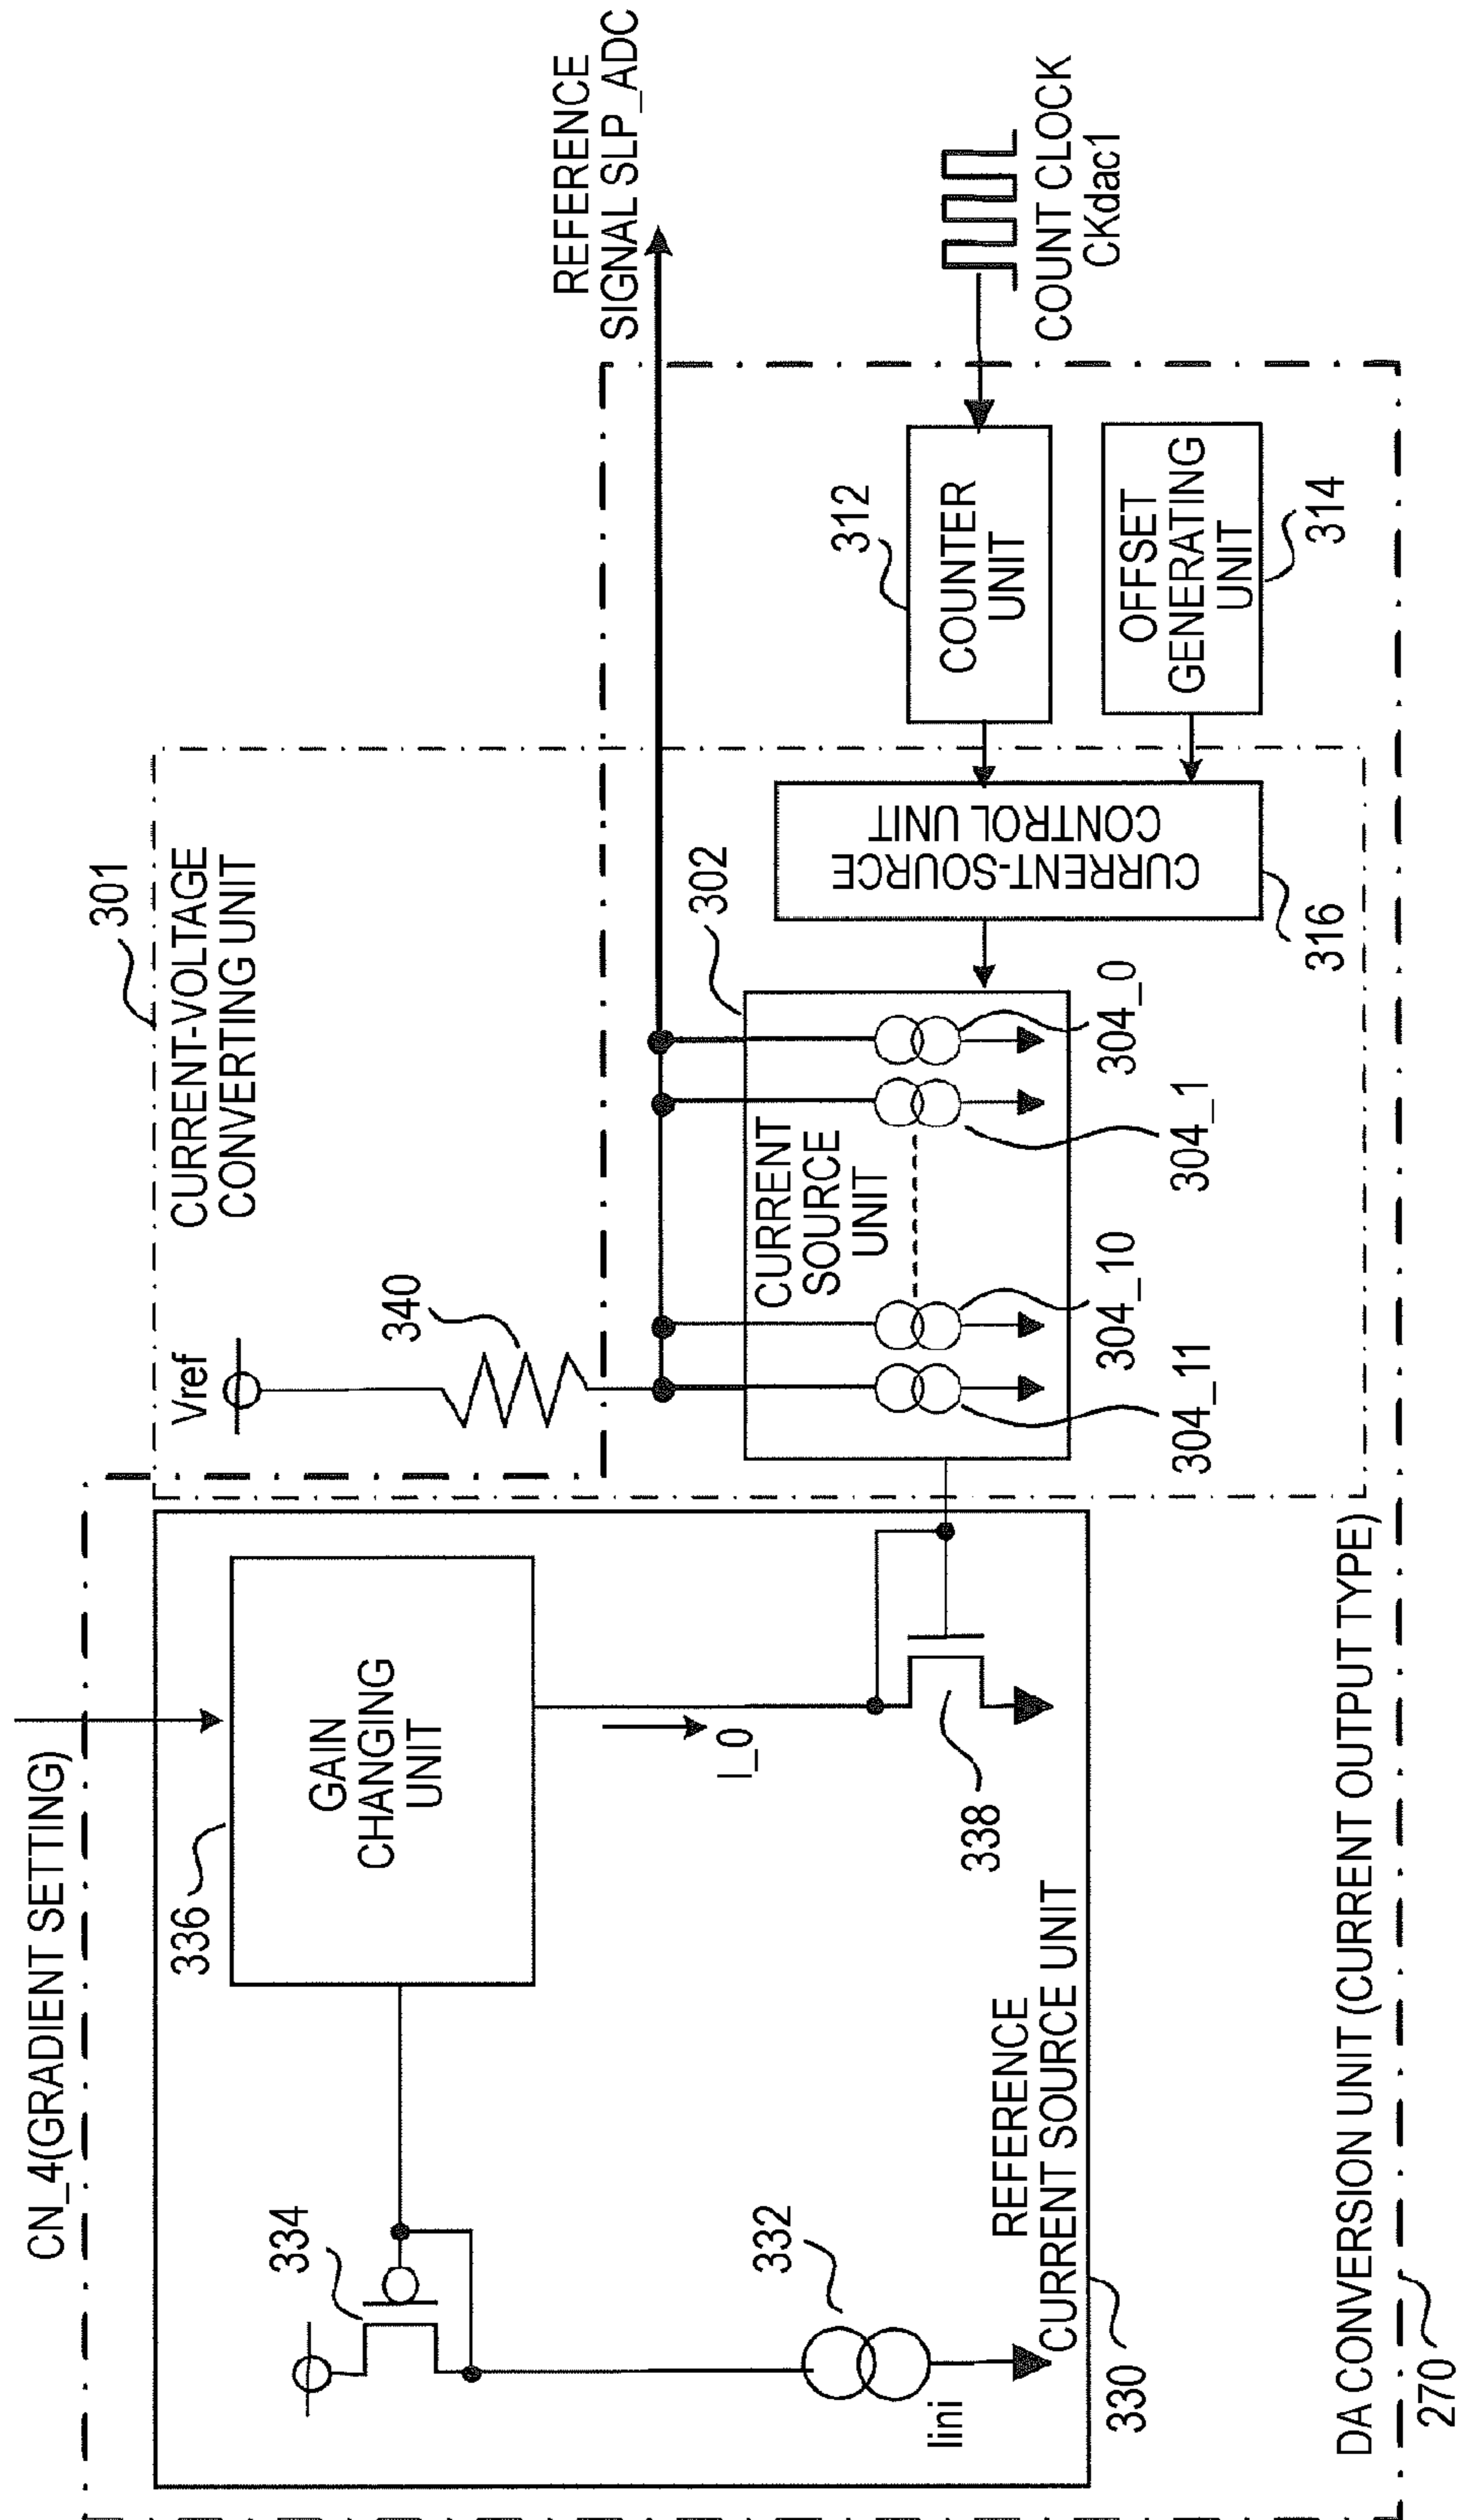 CN_4(GRADIENT SETTING)
336
GAIN
CHANGING
UNIT
334
I_0
332
Iini
338
REFERENCE
CURRENT SOURCE UNIT
330
DA CONVERSION UNIT (CURRENT OUTPUT TYPE)
270
301
CURRENT-VOLTAGE
CONVERTING UNIT
Vref
340
302
CURRENT
SOURCE
UNIT
304_11
304_10
304_1
304_0
CURRENT-SOURCE
CONTROL UNIT
316
312
COUNTER
UNIT
OFFSET
GENERATING
UNIT
314
REFERENCE
SIGNAL SLP_ADC
COUNT CLOCK
CKdac1